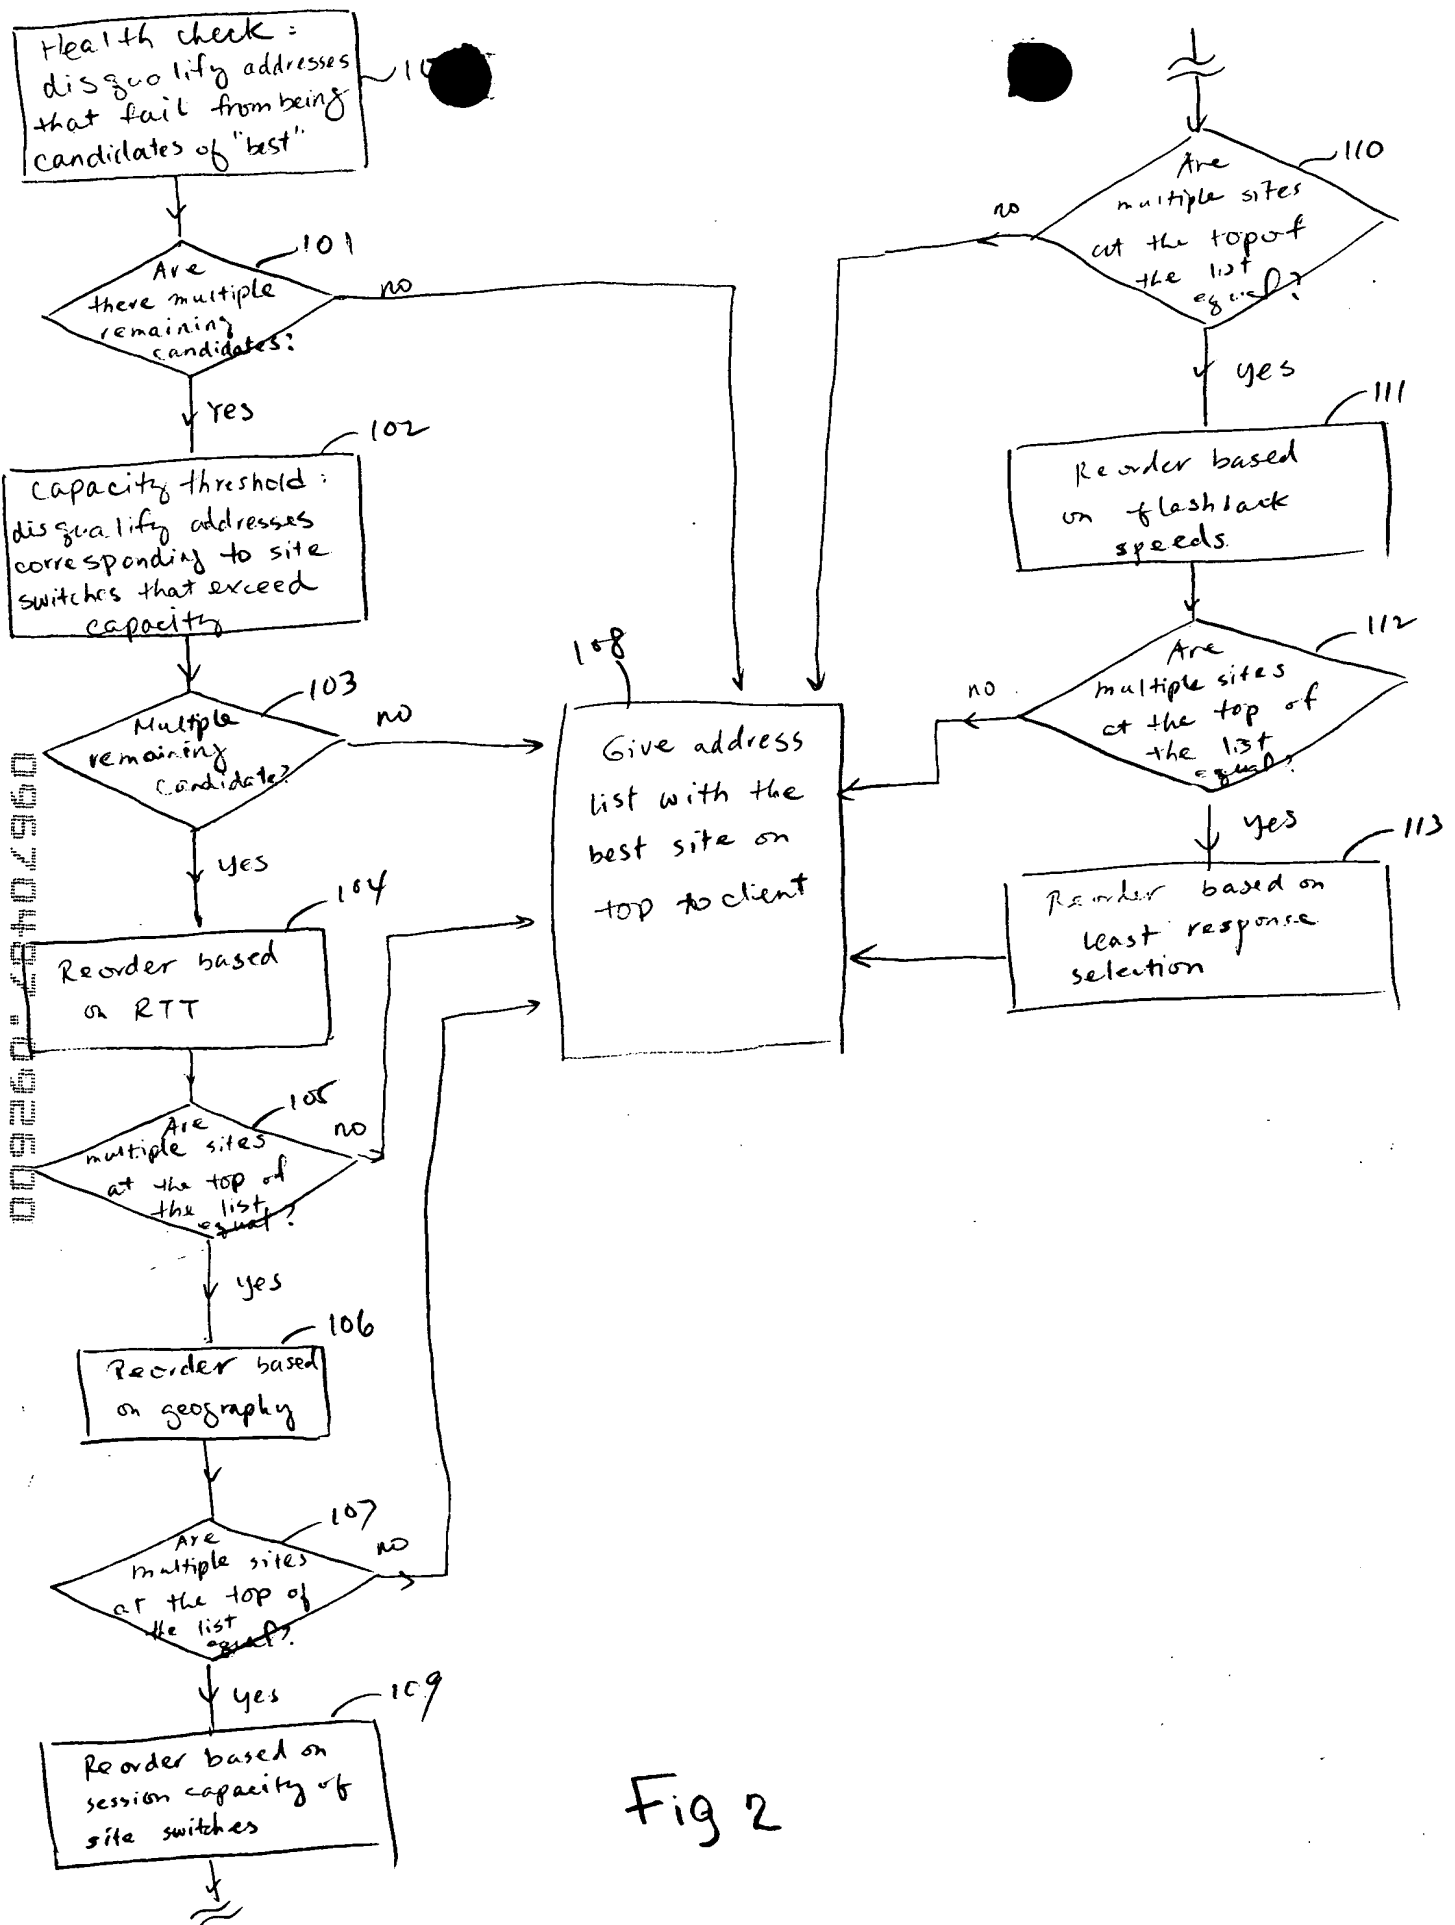 Health check:
disqualify addresses
that fail from being
candidates of "best"
101
Are
there multiple
remaining
candidates?
no
Yes
102
Capacity threshold:
disqualify addresses
corresponding to site
switches that exceed
capacity
103
Multiple
remaining
Candidate?
no
yes
104
Reorder based
on RTT
105
Are
multiple sites
at the top of
the list
equal?
no
yes
106
Reorder based
on geography
107
Are
multiple sites
at the top of
the list
equal?
no
yes
109
Reorder based on
session capacity of
site switches
108
Give address
list with the
best site on
top to client
110
Are
multiple sites
at the top of
the list
equal?
no
yes
111
Reorder based
on flashback
speeds.
112
Are
multiple sites
at the top of
the list
equal?
no
yes
113
Reorder based on
least response
selection
Fig 2